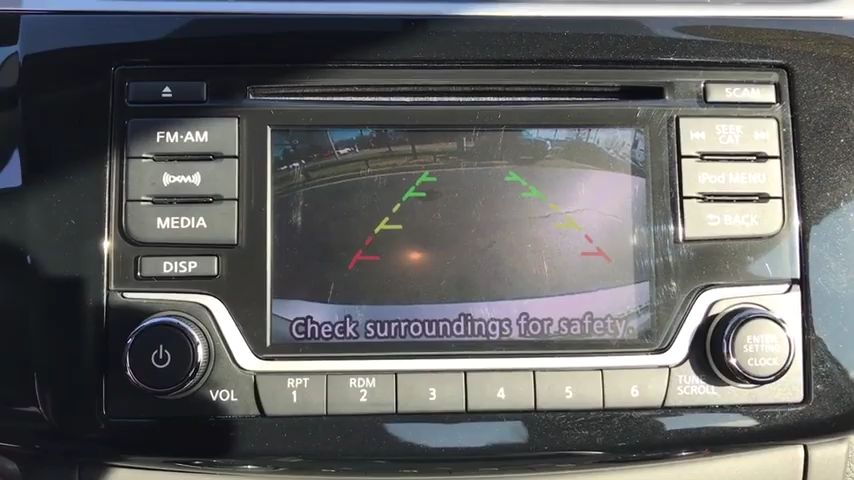 SCAN
FM·AM
SEEK
CAT
((XM))
iPod MENU
MEDIA
BACK
DISP
Check surroundings for safety.
VOL
RPT
1
RDM
2
3
4
5
6
TUNE
SCROLL
ENTER
SETTING
CLOCK